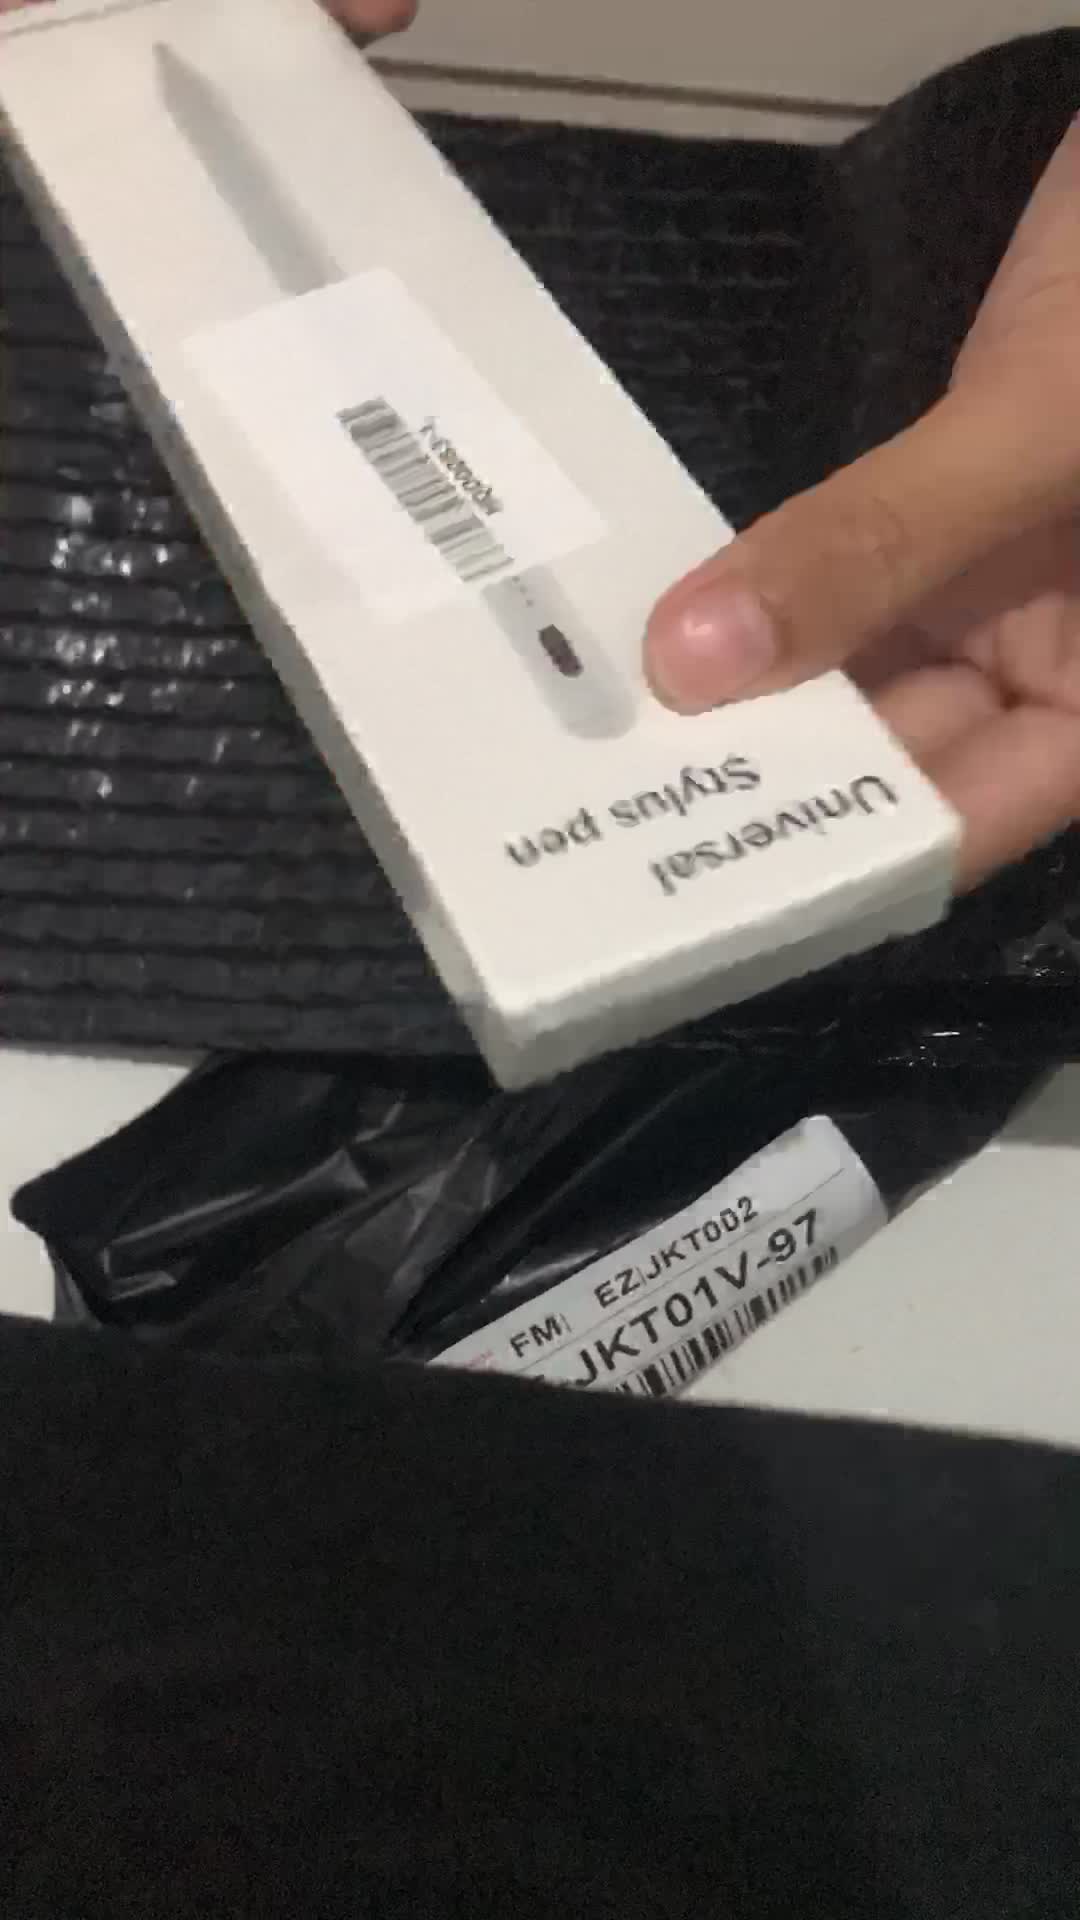 Universal
Stylus pen
FM| EZ|JKT002
JKT01V-97